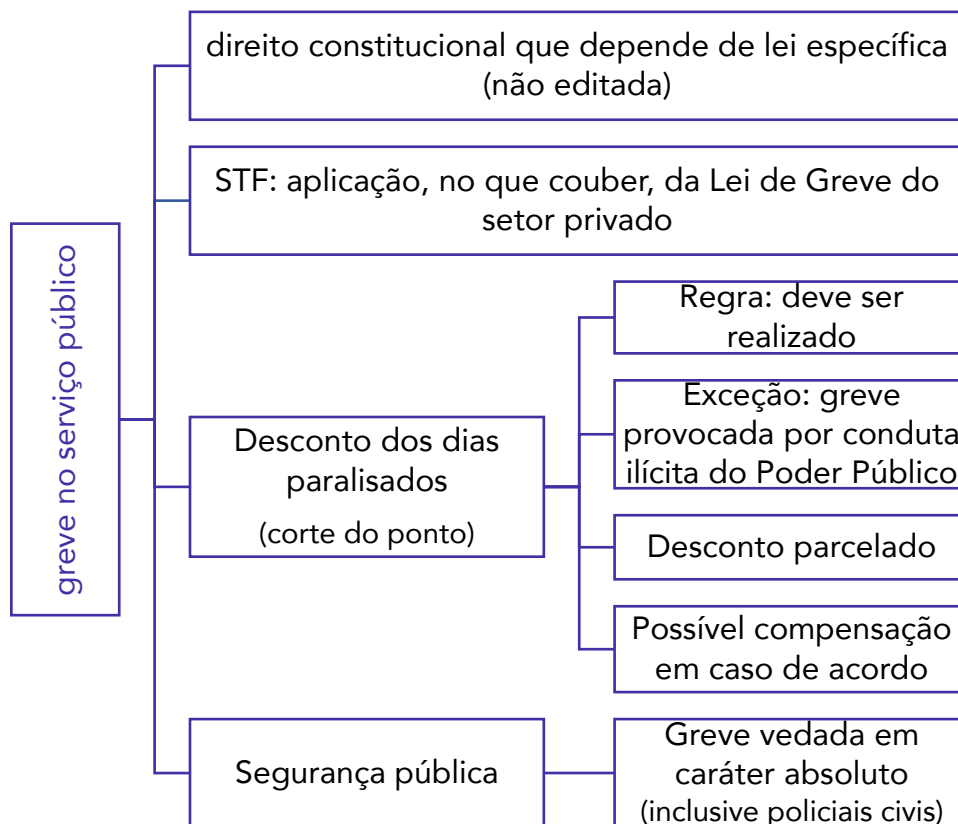 greve no serviço público
direito constitucional que depende de lei específica
(não editada)
STF: aplicação, no que couber, da Lei de Greve do
setor privado
Desconto dos dias
paralisados
(corte do ponto)
Regra: deve ser
realizado
Exceção: greve
provocada por conduta
ilícita do Poder Público
Desconto parcelado
Possível compensação
em caso de acordo
Segurança pública
Greve vedada em
caráter absoluto
(inclusive policiais civis)